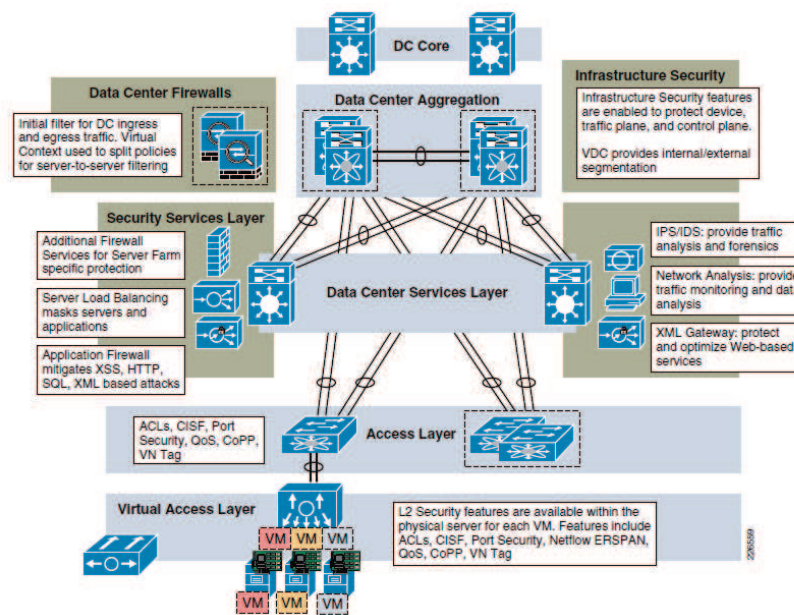 DC Core
Data Center Firewalls
Initial filter for DC ingress
and egress traffic. Virtual
Context used to split policies
for server-to-server filtering
Data Center Aggregation
Infrastructure Security
Infrastructure Security features
are enabled to protect device,
traffic plane, and control plane.
VDC provides internal/external
segmentation
Security Services Layer
Additional Firewall
Services for Server Farm
specific protection
Server Load Balancing
masks servers and
applications
Application Firewall
mitigates XSS, HTTP,
SQL, XML based attacks
Data Center Services Layer
IPS/IDS: provide traffic
analysis and forensics
Network Analysis: provide
traffic monitoring and data
analysis
XML Gateway: protect
and optimize Web-based
services
ACLs, CISF, Port
Security, QoS, CoPP,
VN Tag
Access Layer
Virtual Access Layer
L2 Security features are available within the
physical server for each VM. Features include
ACLs, CISF, Port Security, Netflow ERSPAN,
QoS, CoPP, VN Tag
VM VM VM
VM VM VM
226559